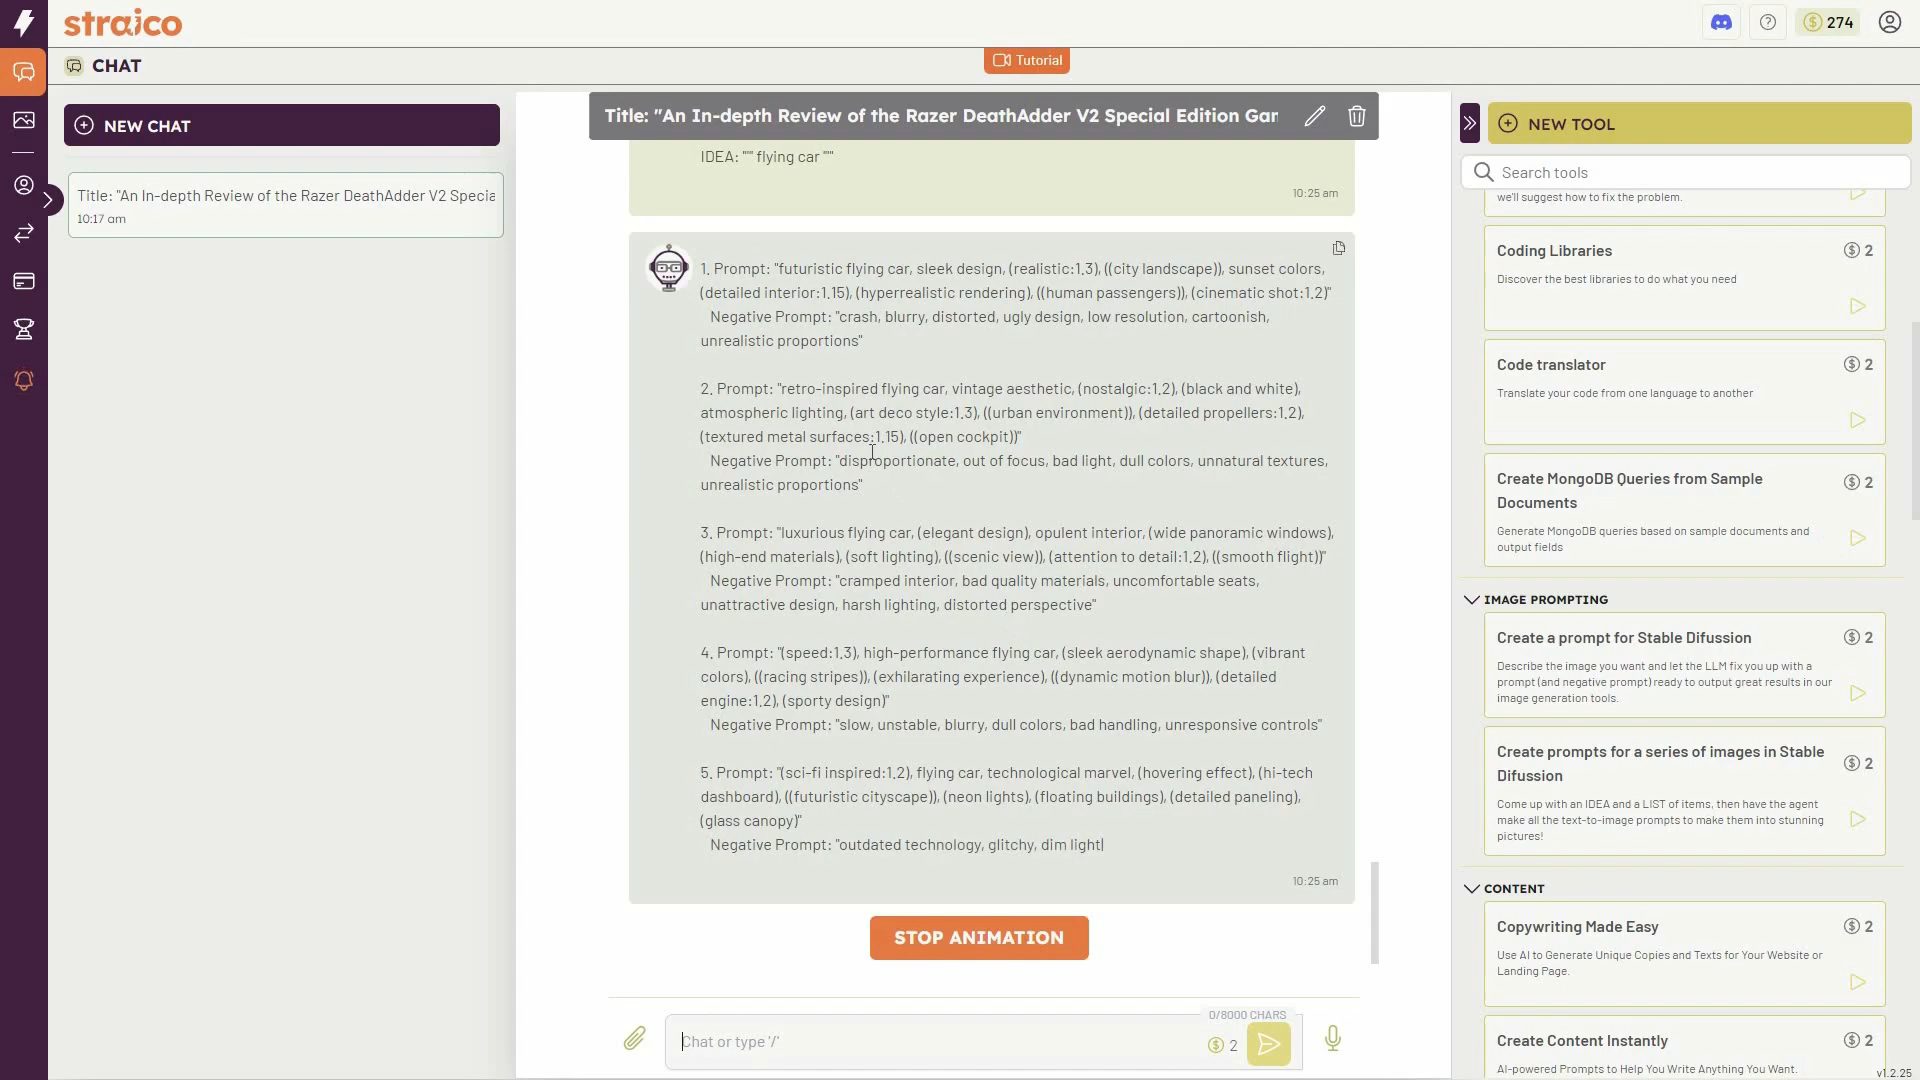 straico
274
CHAT
Tutorial
NEW CHAT
Title: "An In-depth Review of the Razer DeathAdder V2 Specia
10:17 am
Title: "An In-depth Review of the Razer DeathAdder V2 Special Edition Gar
IDEA: """ flying car """
10:25 am
1. Prompt: "futuristic flying car, sleek design, (realistic:1.3), ((city landscape)), sunset colors,
(detailed interior:1.15), (hyperrealistic rendering), ((human passengers)), (cinematic shot:1.2)"
Negative Prompt: "crash, blurry, distorted, ugly design, low resolution, cartoonish,
unrealistic proportions"
2. Prompt: "retro-inspired flying car, vintage aesthetic, (nostalgic:1.2), (black and white),
atmospheric lighting, (art deco style:1.3), ((urban environment)), (detailed propellers:1.2),
(textured metal surfaces:1.15), ((open cockpit))"
Negative Prompt: "disproportionate, out of focus, bad light, dull colors, unnatural textures,
unrealistic proportions"
3. Prompt: "luxurious flying car, (elegant design), opulent interior, (wide panoramic windows),
(high-end materials), (soft lighting), ((scenic view)), (attention to detail:1.2), ((smooth flight))"
Negative Prompt: "cramped interior, bad quality materials, uncomfortable seats,
unattractive design, harsh lighting, distorted perspective"
4. Prompt: "(speed:1.3), high-performance flying car, (sleek aerodynamic shape), (vibrant
colors), ((racing stripes)), (exhilarating experience), ((dynamic motion blur)), (detailed
engine:1.2), (sporty design)"
Negative Prompt: "slow, unstable, blurry, dull colors, bad handling, unresponsive controls"
5. Prompt: "(sci-fi inspired:1.2), flying car, technological marvel, (hovering effect), (hi-tech
dashboard), ((futuristic cityscape)), (neon lights), (floating buildings), (detailed paneling),
(glass canopy)"
Negative Prompt: "outdated technology, glitchy, dim light|
10:25 am
STOP ANIMATION
0/8000 CHARS
Chat or type '/'
2
NEW TOOL
Search tools
we'll suggest how to fix the problem.
Coding Libraries
2
Discover the best libraries to do what you need
Code translator
2
Translate your code from one language to another
Create MongoDB Queries from Sample
Documents
2
Generate MongoDB queries based on sample documents and
output fields
IMAGE PROMPTING
Create a prompt for Stable Difussion
2
Describe the image you want and let the LLM fix you up with a
prompt (and negative prompt) ready to output great results in our
image generation tools.
Create prompts for a series of images in Stable
Difussion
2
Come up with an IDEA and a LIST of items, then have the agent
make all the text-to-image prompts to make them into stunning
pictures!
CONTENT
Copywriting Made Easy
2
Use AI to Generate Unique Copies and Texts for Your Website or
Landing Page.
Create Content Instantly
2
AI-powered Prompts to Help You Write Anything You Want.
v1.2.25